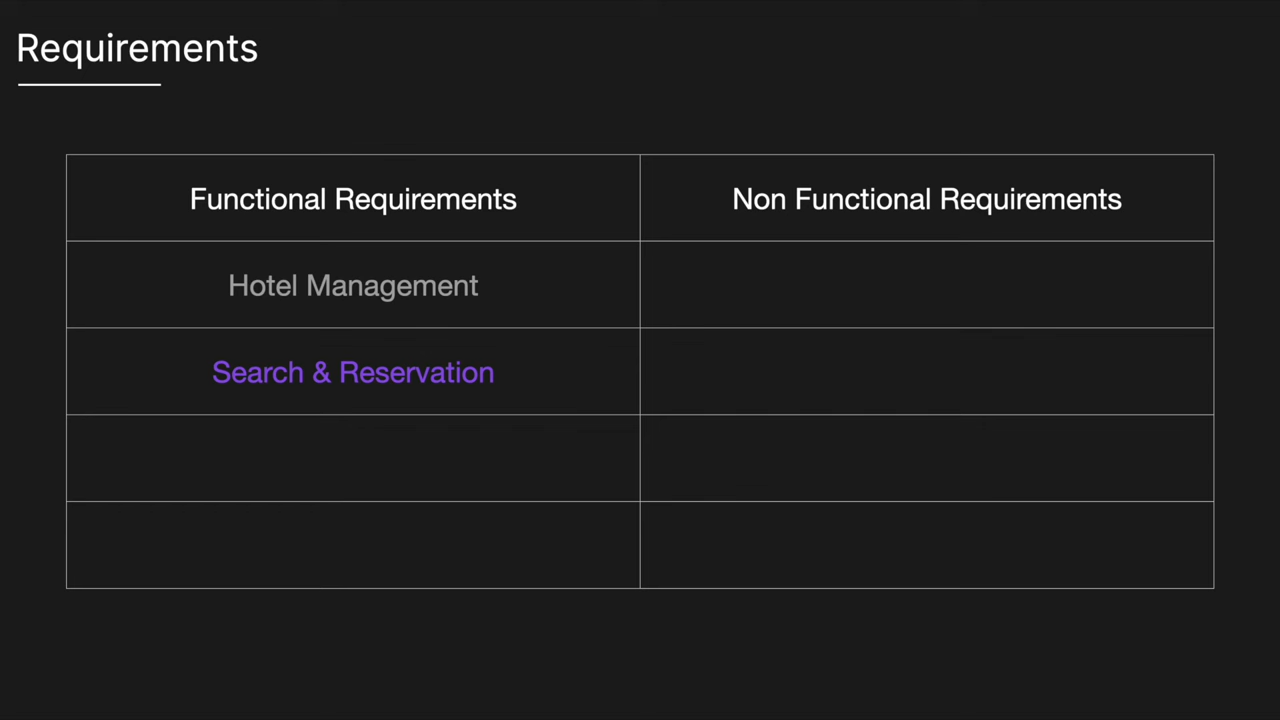 Requirements
Functional Requirements
Non Functional Requirements
Hotel Management
Search & Reservation